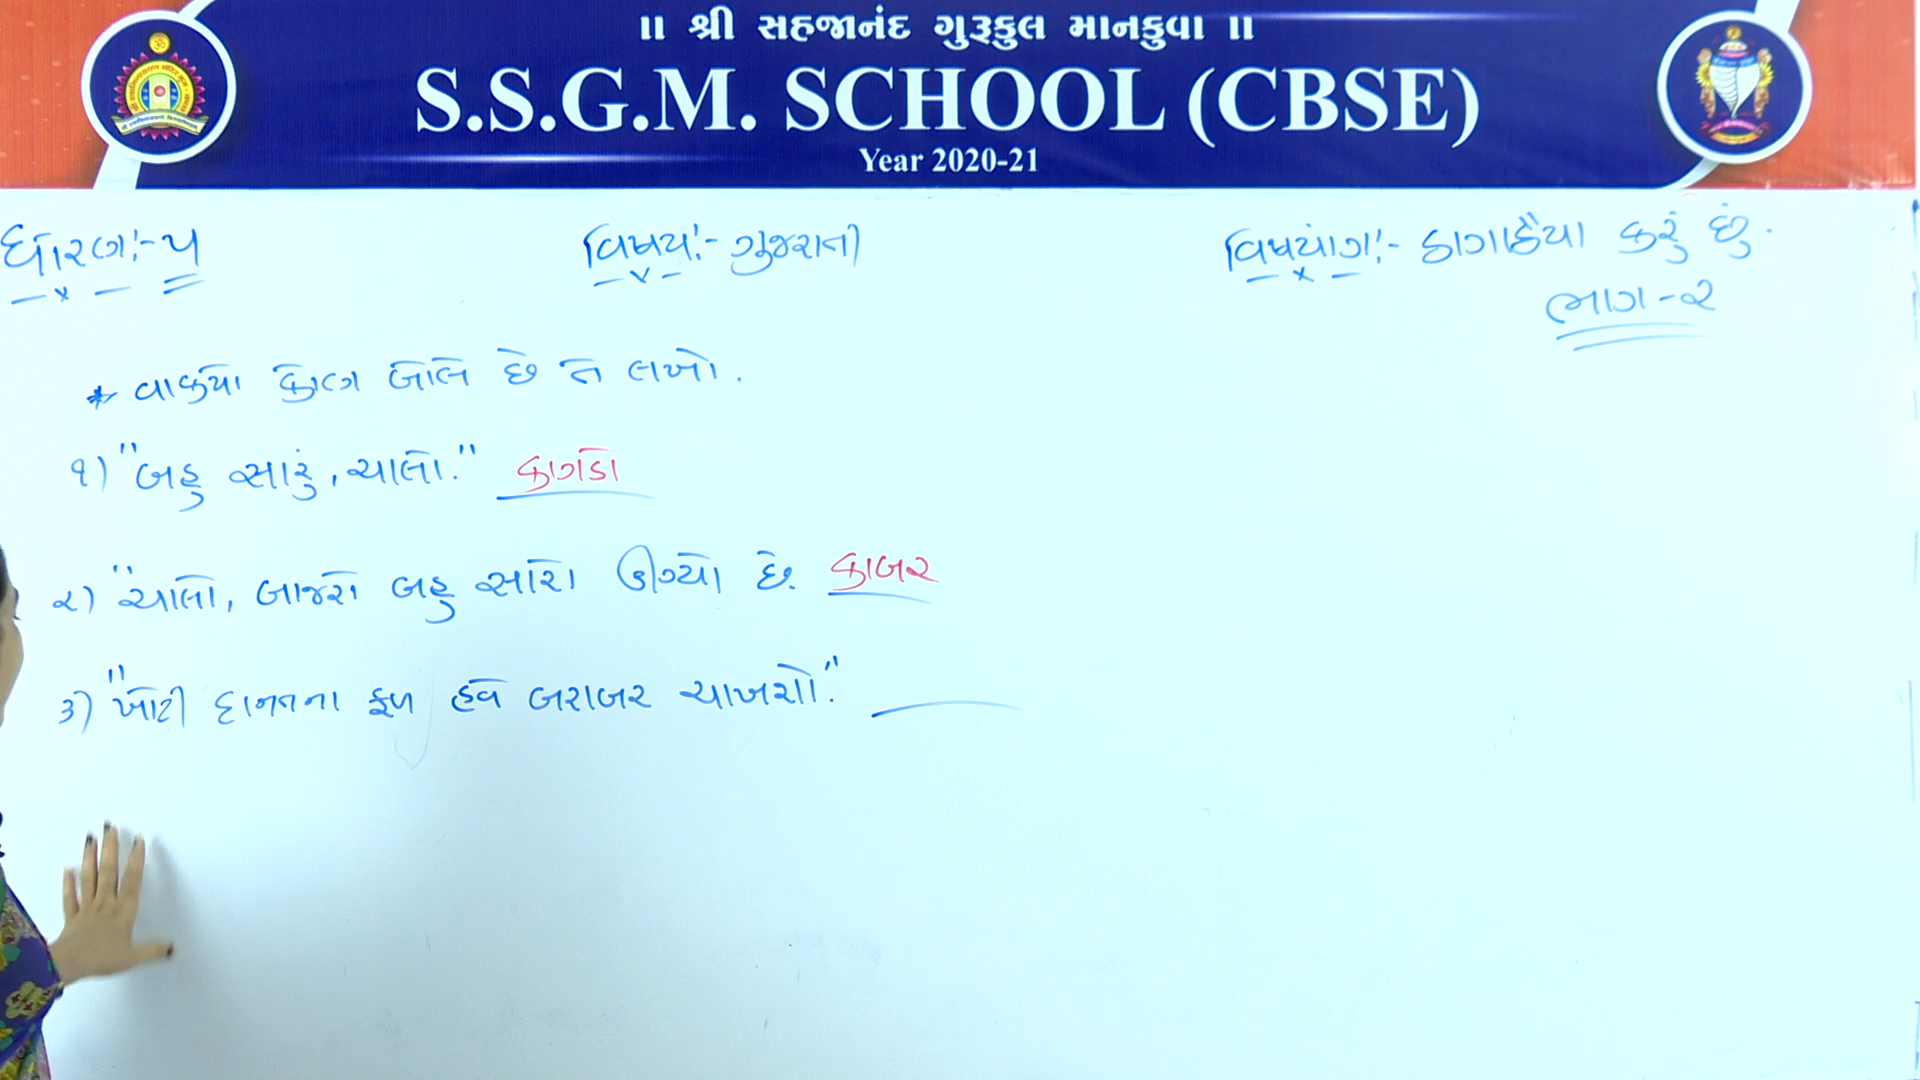 ॥ શ્રી સહજાનંદ ગુરૂકુલ માનકુવા ॥
S.S.G.M. SCHOOL (CBSE)
Year 2020-21
ધોરણ:- ૫ વિષય:- ગુજરાતી વિષયાંગ:- ઠાગાઠૈયા કરું છું.
ભાગ - ૨
* વાક્યો કોણ બોલે છે તે લખો.
૧) "બહુ સારું, ચાલો." કાગડો
૨) "ચાલો, બાજરો બહુ સારો ઊગ્યો છે. કાબર
૩) "ખોટી દાનતના ફળ હવે બરાબર ચાખશો."